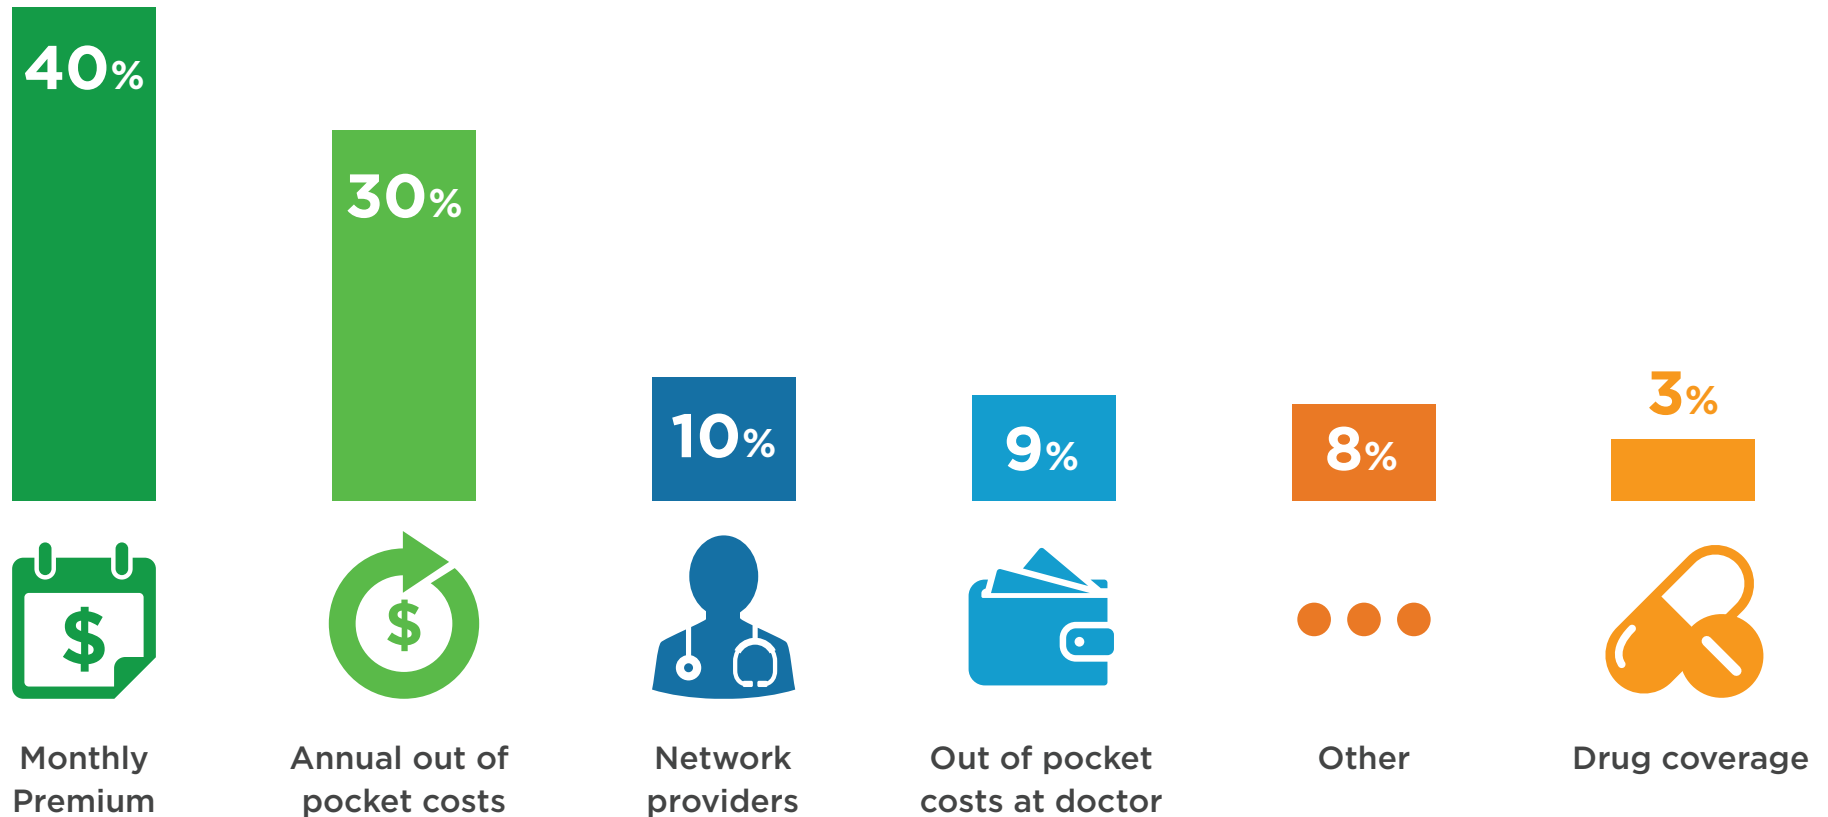 40%
30%
10%
9%
8%
3%
$
$
Monthly
Premium
Annual out of
pocket costs
Network
providers
Out of pocket
costs at doctor
Other
Drug coverage